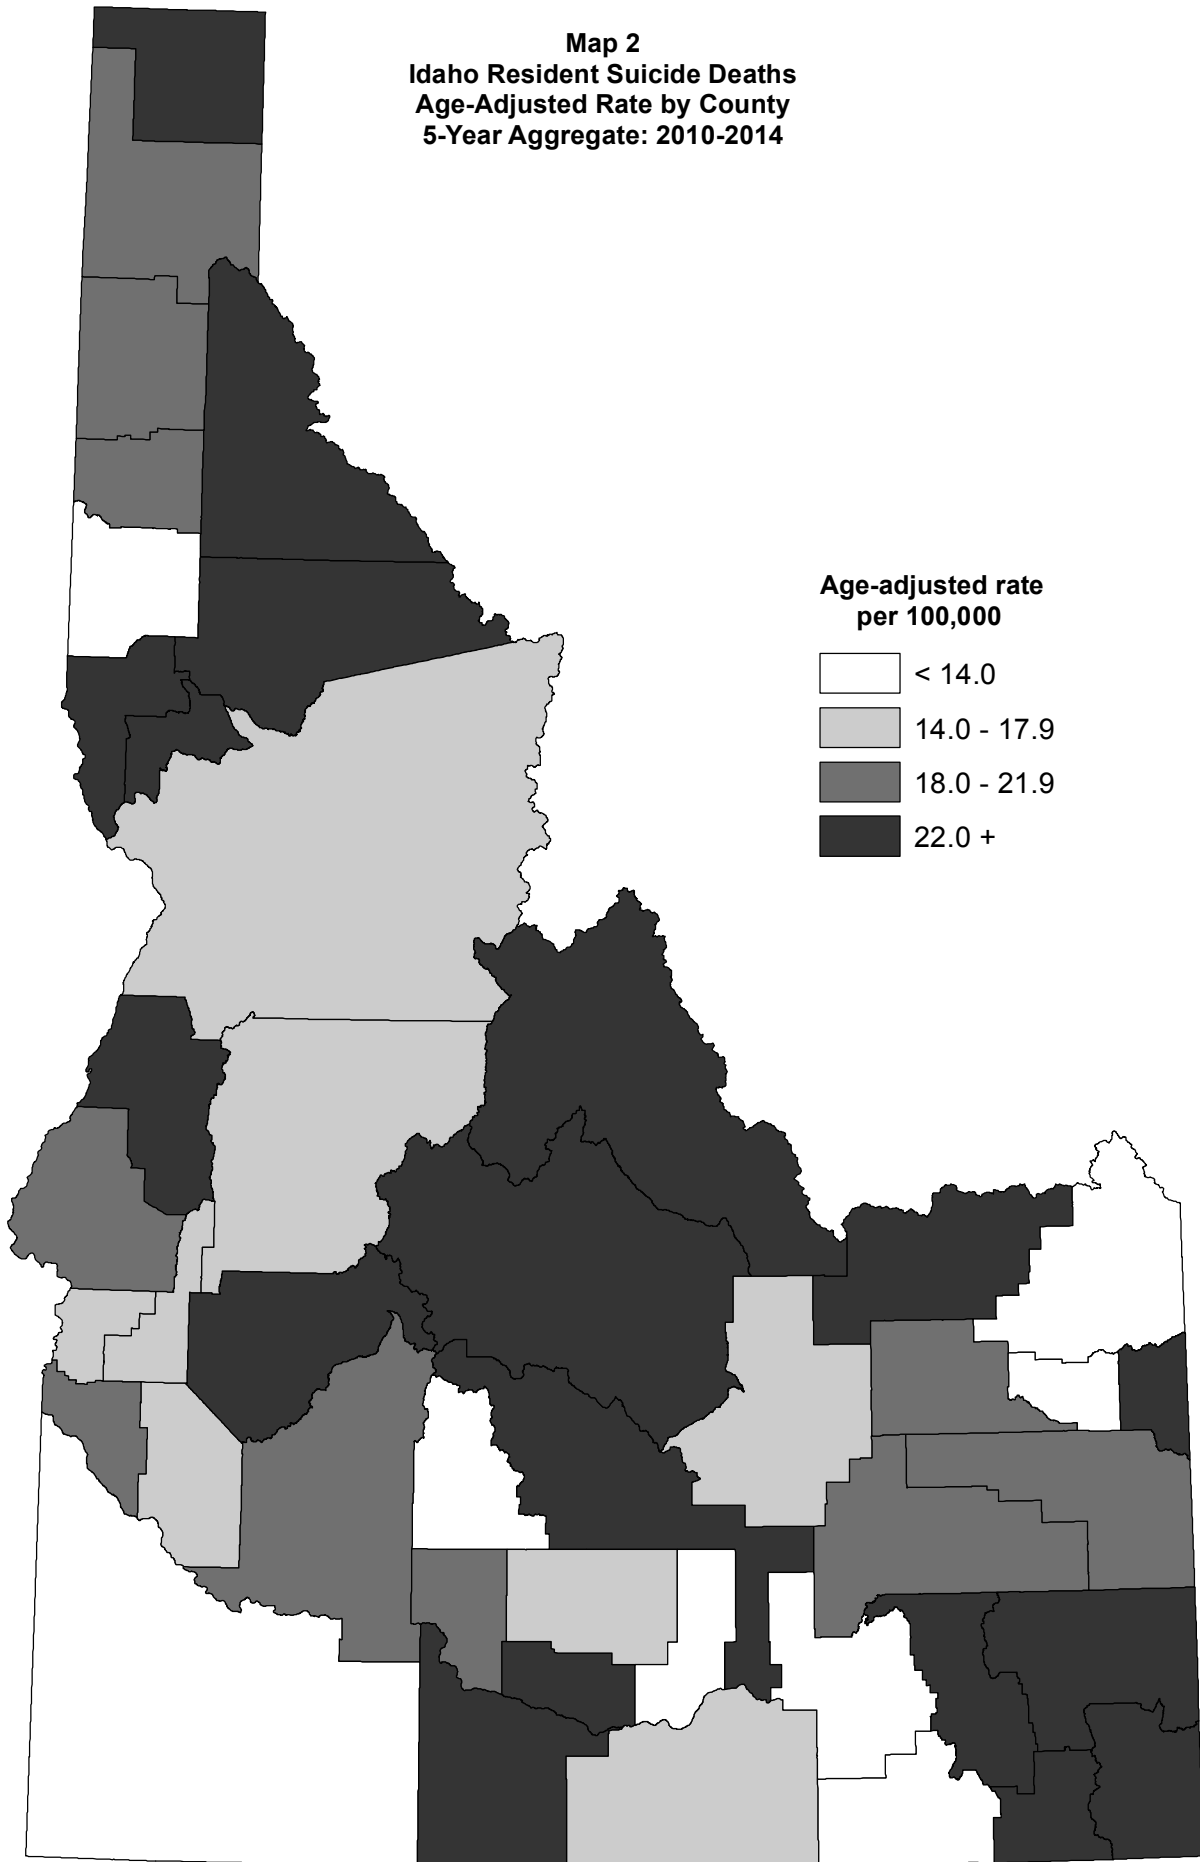 Map 2
Idaho Resident Suicide Deaths
Age-Adjusted Rate by County
5-Year Aggregate: 2010-2014
Age-adjusted rate
per 100,000
< 14.0
14.0 - 17.9
18.0 - 21.9
22.0 +